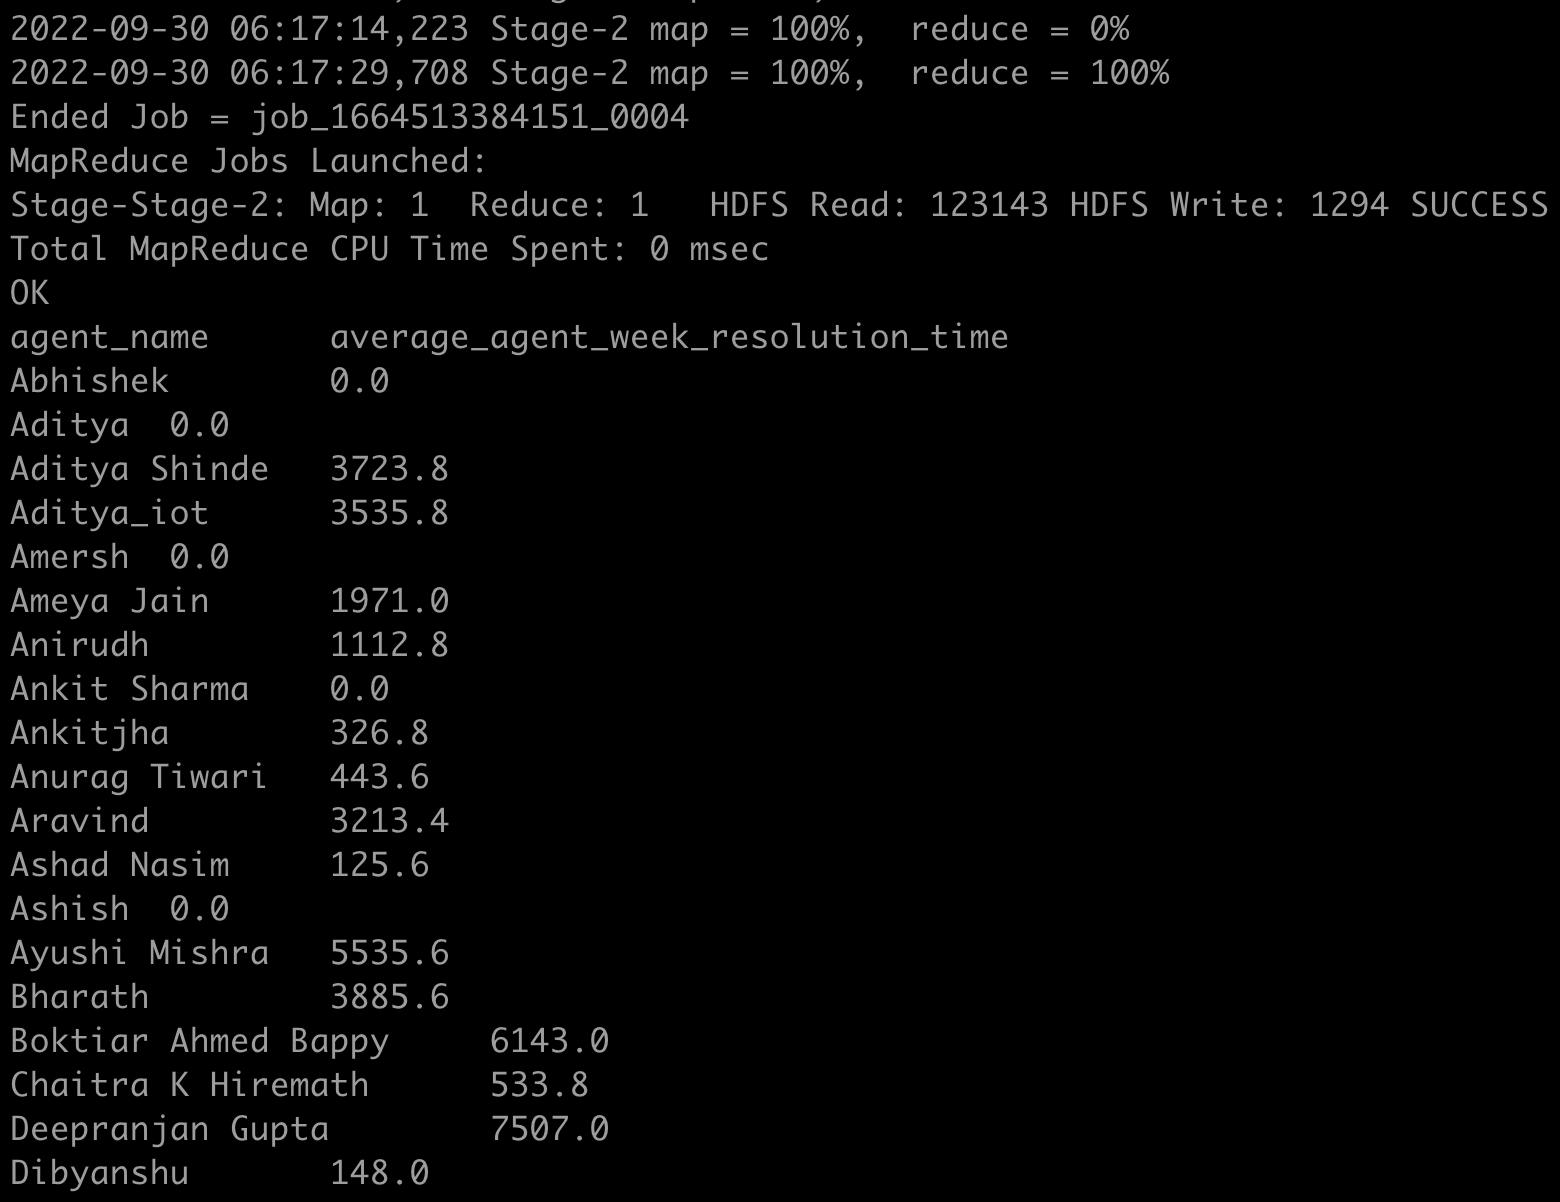 2022-09-30 06:17:14,223 Stage-2 map = 100%,  reduce = 0%
2022-09-30 06:17:29,708 Stage-2 map = 100%,  reduce = 100%
Ended Job = job_1664513384151_0004
MapReduce Jobs Launched:
Stage-Stage-2: Map: 1  Reduce: 1   HDFS Read: 123143 HDFS Write: 1294 SUCCESS
Total MapReduce CPU Time Spent: 0 msec
OK
agent_name      average_agent_week_resolution_time
Abhishek        0.0
Aditya  0.0
Aditya Shinde   3723.8
Aditya_iot      3535.8
Amersh  0.0
Ameya Jain      1971.0
Anirudh         1112.8
Ankit Sharma    0.0
Ankitjha        326.8
Anurag Tiwari   443.6
Aravind         3213.4
Ashad Nasim     125.6
Ashish  0.0
Ayushi Mishra   5535.6
Bharath         3885.6
Boktiar Ahmed Bappy     6143.0
Chaitra K Hiremath      533.8
Deepranjan Gupta        7507.0
Dibyanshu       148.0